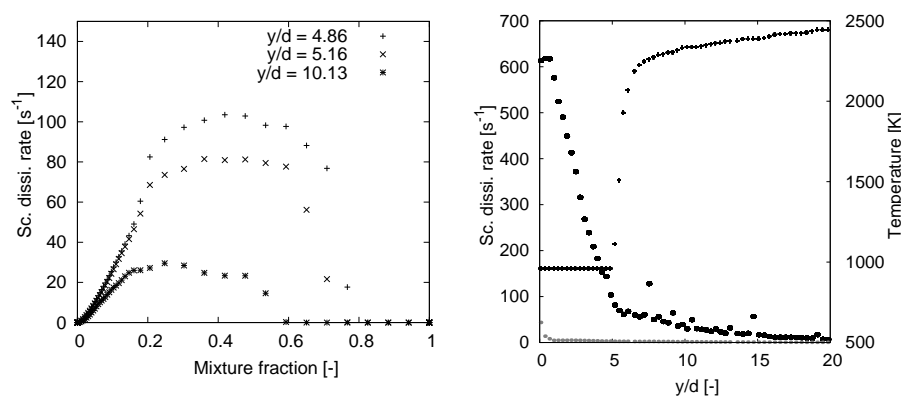 140
120
100
80
60
40
20
0
Sc. dissi. rate [s⁻¹]
y/d = 4.86
y/d = 5.16
y/d = 10.13
0 0.2 0.4 0.6 0.8 1
Mixture fraction [-]
700
600
500
400
300
200
100
0
Sc. dissi. rate [s⁻¹]
2500
2000
1500
1000
500
Temperature [K]
0 5 10 15 20
y/d [-]